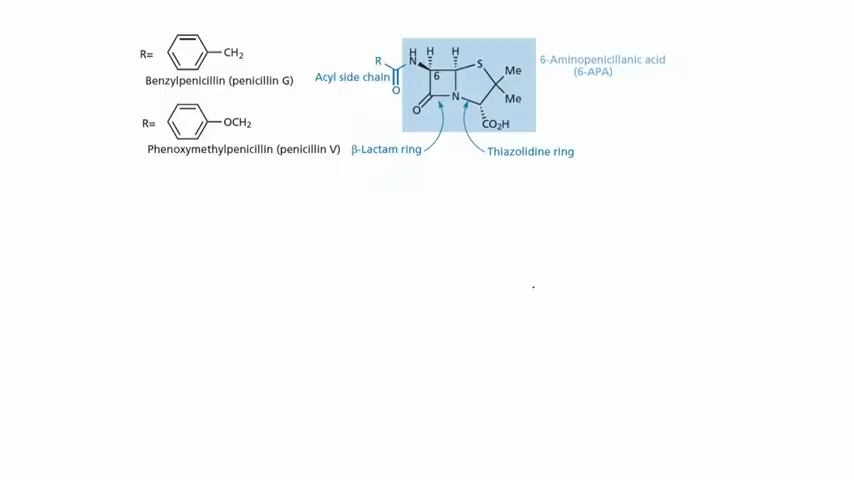 R=
CH2
Benzylpenicillin (penicillin G)
R=
OCH2
Phenoxymethylpenicillin (penicillin V)
R
H
N
H
H
S
Me
Me
6
N
O
O
CO2H
Acyl side chain
6-Aminopenicillanic acid
(6-APA)
β-Lactam ring
Thiazolidine ring